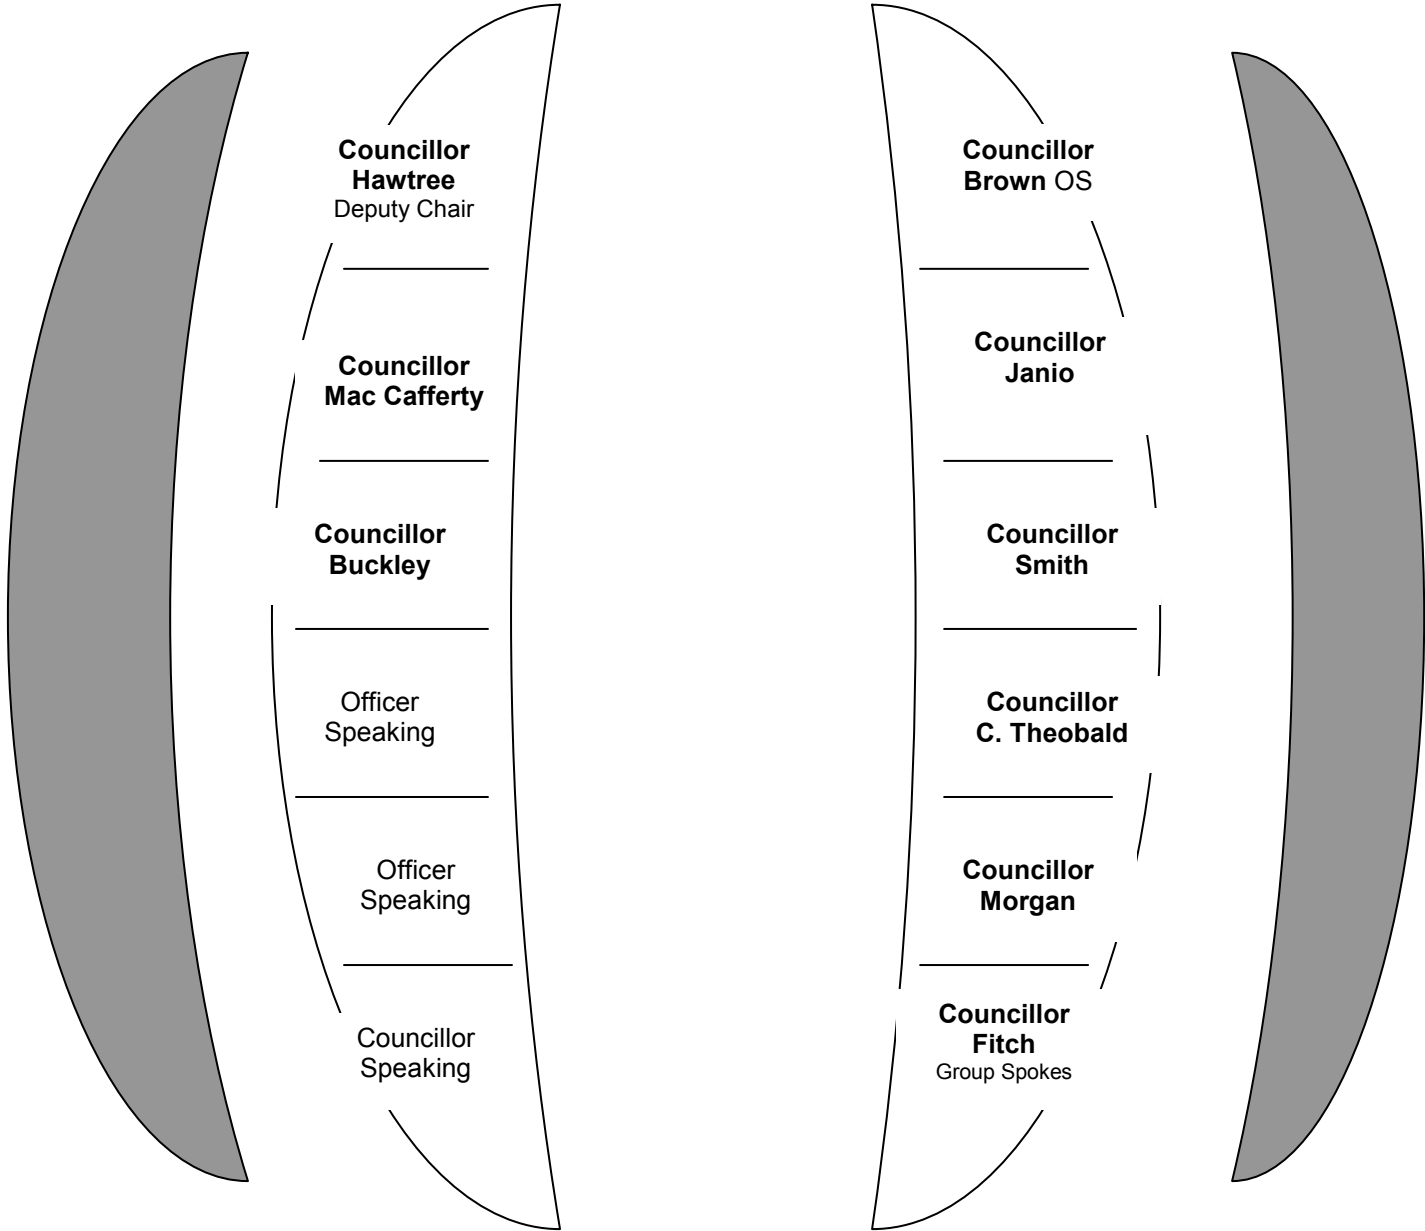 Councillor
Hawtree
Deputy Chair
Councillor
Mac Cafferty
Councillor
Buckley
Officer
Speaking
Officer
Speaking
Councillor
Speaking
Councillor
Brown OS
Councillor
Janio
Councillor
Smith
Councillor
C. Theobald
Councillor
Morgan
Councillor
Fitch
Group Spokes